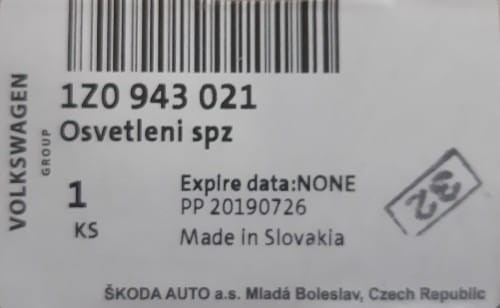 VOLKSWAGEN
GROUP
1Z0 943 021
Osvetleni spz
1
KS
Expire data:NONE
PP 20190726
Made in Slovakia
32
ŠKODA AUTO a.s. Mladá Boleslav, Czech Republic